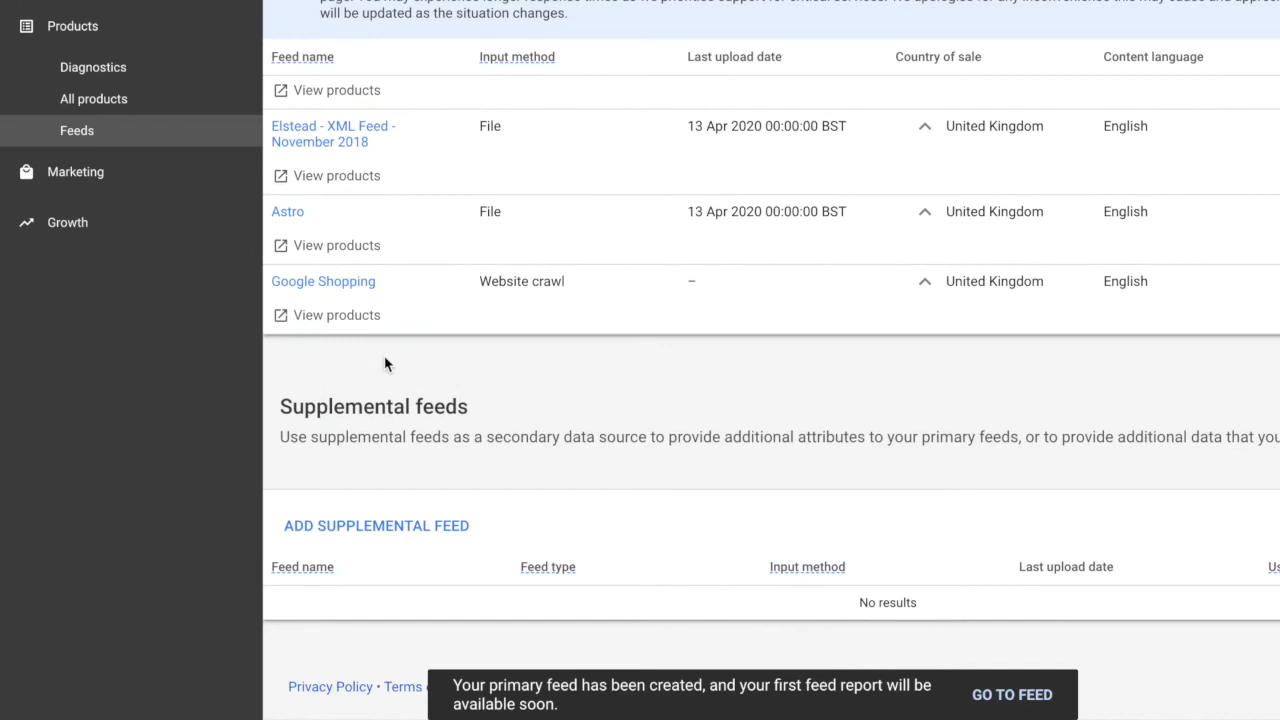 will be updated as the situation changes.
Products
Diagnostics
All products
Feeds
Marketing
Growth
Feed name Input method Last upload date Country of sale Content language
View products
Elstead - XML Feed - November 2018 File 13 Apr 2020 00:00:00 BST United Kingdom English
View products
Astro File 13 Apr 2020 00:00:00 BST United Kingdom English
View products
Google Shopping Website crawl – United Kingdom English
View products
Supplemental feeds
Use supplemental feeds as a secondary data source to provide additional attributes to your primary feeds, or to provide additional data that you
ADD SUPPLEMENTAL FEED
Feed name Feed type Input method Last upload date Us
No results
Privacy Policy • Terms
Your primary feed has been created, and your first feed report will be
available soon.
GO TO FEED